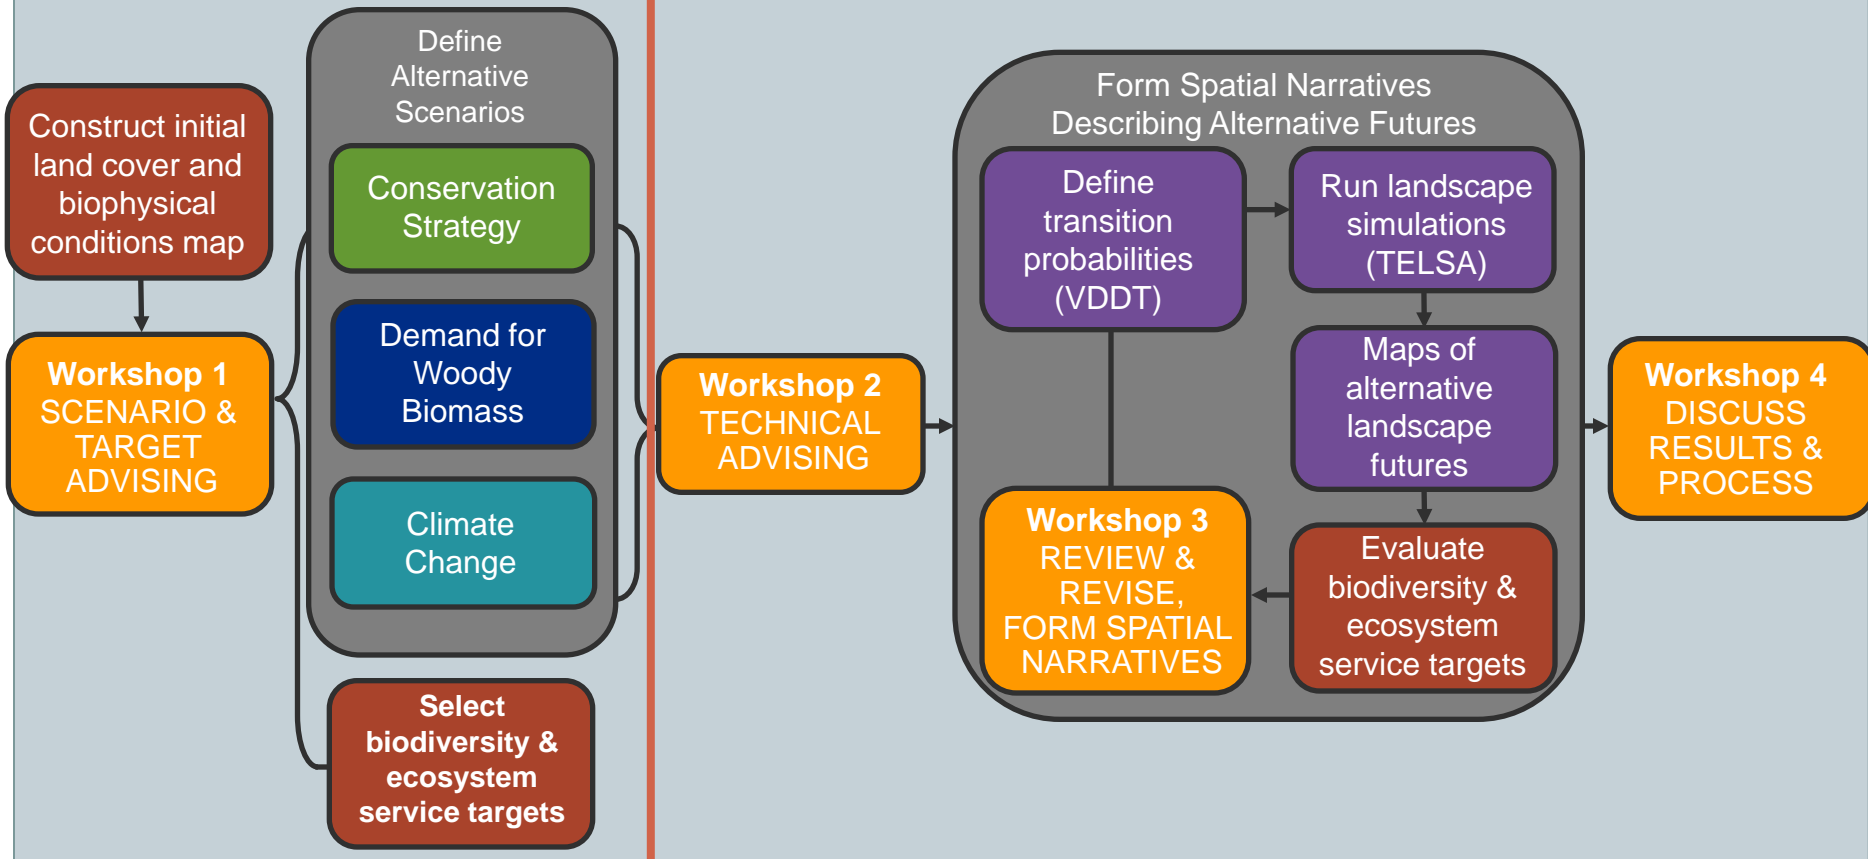 Construct initial
land cover and
biophysical
conditions map
Workshop 1
SCENARIO &
TARGET
ADVISING
Define
Alternative
Scenarios
Conservation
Strategy
Demand for
Woody
Biomass
Climate
Change
Select
biodiversity &
ecosystem
service targets
Workshop 2
TECHNICAL
ADVISING
Form Spatial Narratives
Describing Alternative Futures
Define
transition
probabilities
(VDDT)
Run landscape
simulations
(TELSA)
Maps of
alternative
landscape
futures
Evaluate
biodiversity &
ecosystem
service targets
Workshop 3
REVIEW &
REVISE,
FORM SPATIAL
NARRATIVES
Workshop 4
DISCUSS
RESULTS &
PROCESS